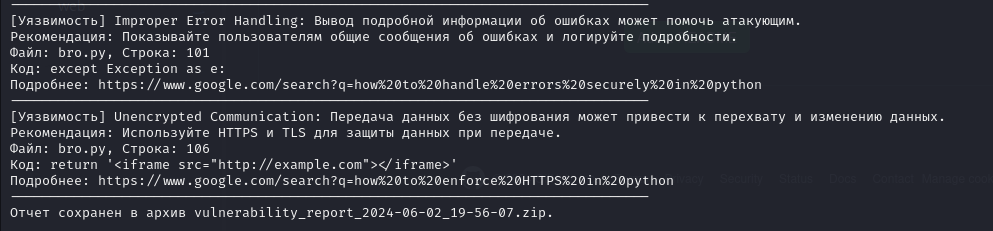 [Уязвимость] Improper Error Handling: Вывод подробной информации об ошибках может помочь атакующим.
Рекомендация: Показывайте пользователям общие сообщения об ошибках и логируйте подробности.
Файл: bro.py, Строка: 101
Код: except Exception as e:
Подробнее: https://www.google.com/search?q=how%20to%20handle%20errors%20securely%20in%20python
[Уязвимость] Unencrypted Communication: Передача данных без шифрования может привести к перехвату и изменению данных.
Рекомендация: Используйте HTTPS и TLS для защиты данных при передаче.
Файл: bro.py, Строка: 106
Код: return '<iframe src="http://example.com"></iframe>'
Подробнее: https://www.google.com/search?q=how%20to%20enforce%20HTTPS%20in%20python
Security Status Docs Contact Manage
Отчет сохранен в архив vulnerability_report_2024-06-02_19-56-07.zip.